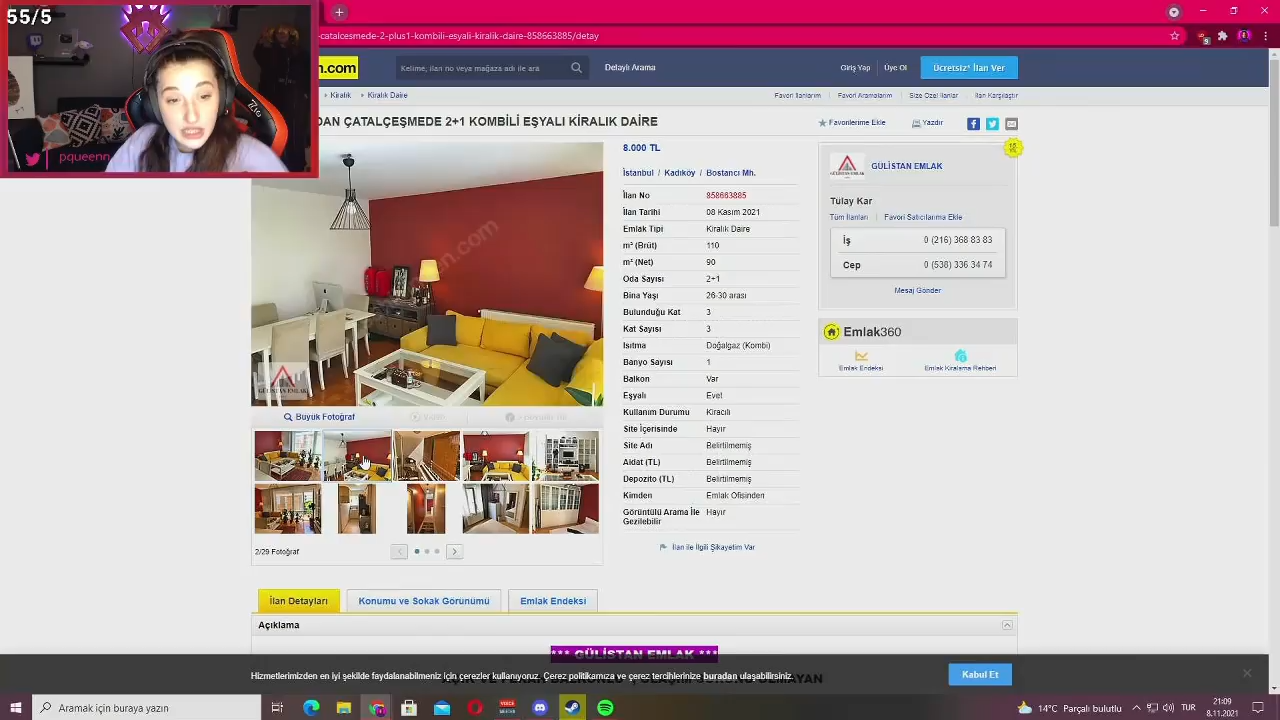 55/5
pqueenn
-catalcesmede-2-plus1-kombili-esyali-kiralik-daire-858663885/detay
n.com
Kelime, ilan no veya mağaza adı ile ara
Detaylı Arama
Giriş Yap
Üye Ol
Ücretsiz* İlan Ver
Kiralık
Kiralık Daire
Favori İlanlarım
Favori Aramalarım
Size Özel İlanlar
İlan Karşılaştır
DAN ÇATALÇEŞMEDE 2+1 KOMBİLİ EŞYALI KİRALIK DAİRE
Favorilerime Ekle
Yazdır
8.000 TL
İstanbul / Kadıköy / Bostancı Mh.
İlan No 858663885
İlan Tarihi 08 Kasım 2021
Emlak Tipi Kiralık Daire
m² (Brüt) 110
m² (Net) 90
Oda Sayısı 2+1
Bina Yaşı 26-30 arası
Bulunduğu Kat 3
Kat Sayısı 3
Isıtma Doğalgaz (Kombi)
Banyo Sayısı 1
Balkon Var
Eşyalı Evet
Kullanım Durumu Kiracılı
Site İçerisinde Hayır
Site Adı Belirtilmemiş
Aidat (TL) Belirtilmemiş
Depozito (TL) Belirtilmemiş
Kimden Emlak Ofisinden
Görüntülü Arama İle Gezilebilir Hayır
İlan ile İlgili Şikayetim Var
GÜLİSTAN EMLAK
Tülay Kar
Tüm İlanları
Favori Satıcılarıma Ekle
İş 0 (216) 368 83 83
Cep 0 (538) 336 34 74
Mesaj Gönder
Emlak360
Emlak Endeksi
Emlak Kiralama Rehberi
GÜLİSTAN EMLAK
Büyük Fotoğraf
2/29 Fotoğraf
İlan Detayları
Konumu ve Sokak Görünümü
Emlak Endeksi
Açıklama
*** GÜLİSTAN EMLAK ***
Hizmetlerimizden en iyi şekilde faydalanabilmeniz için çerezler kullanıyoruz. Çerez politikamıza ve çerez tercihlerinize buradan ulaşabilirsiniz.
Kabul Et
Aramak için buraya yazın
14°C Parçalı bulutlu
TUR
21:09
8.11.2021